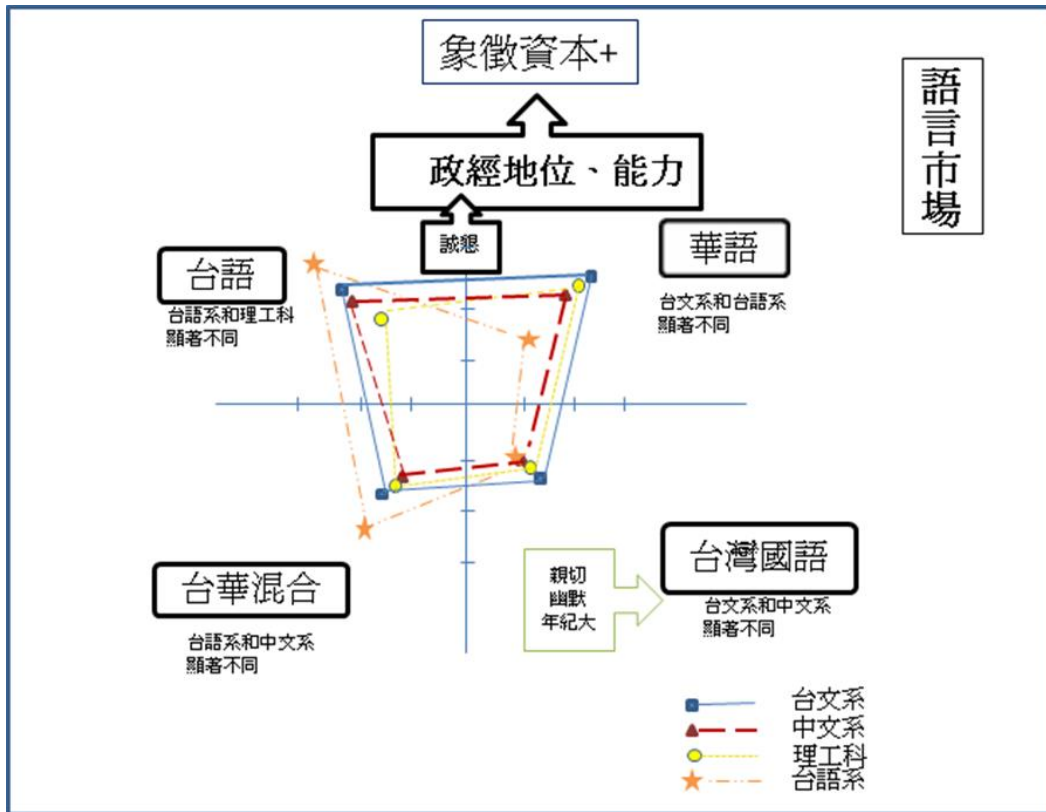 象徵資本+
語言市場
政經地位、能力
誠懇
台語
台語系和理工科
顯著不同
華語
台文系和台語系
顯著不同
台華混合
台語系和中文系
顯著不同
親切
幽默
年紀大
台灣國語
台文系和中文系
顯著不同
台文系
中文系
理工科
台語系